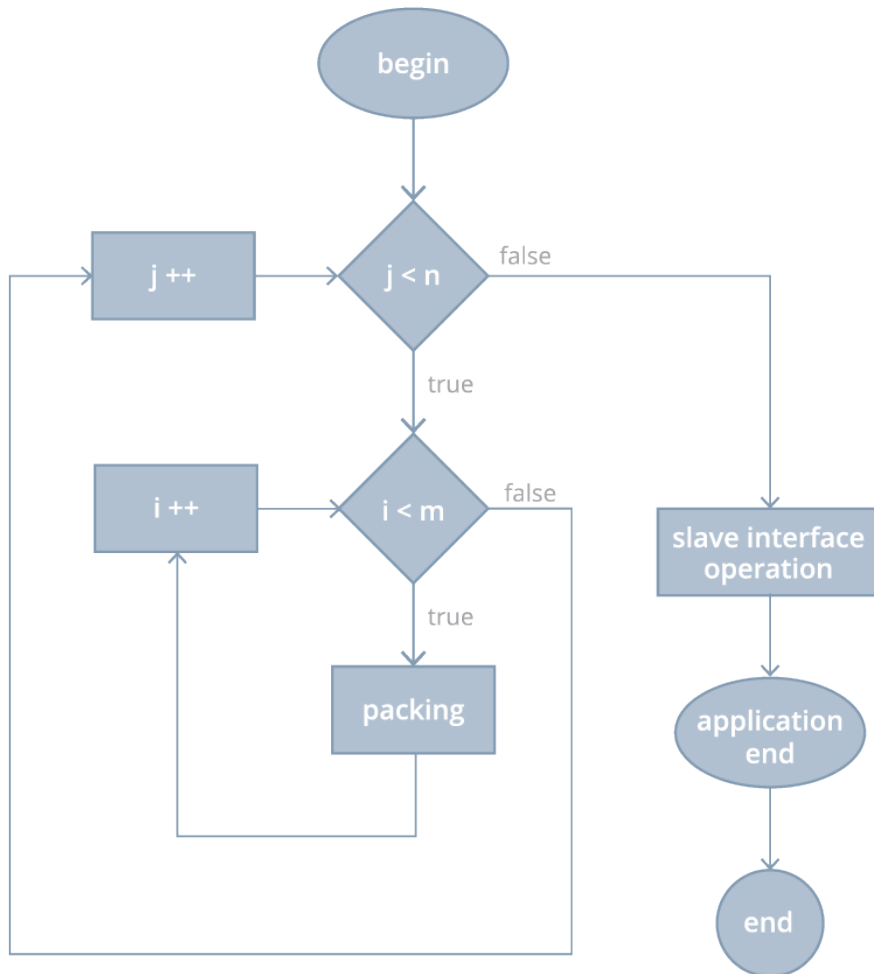 begin
j ++
j < n
false
true
i ++
i < m
false
slave interface
operation
true
packing
application
end
end